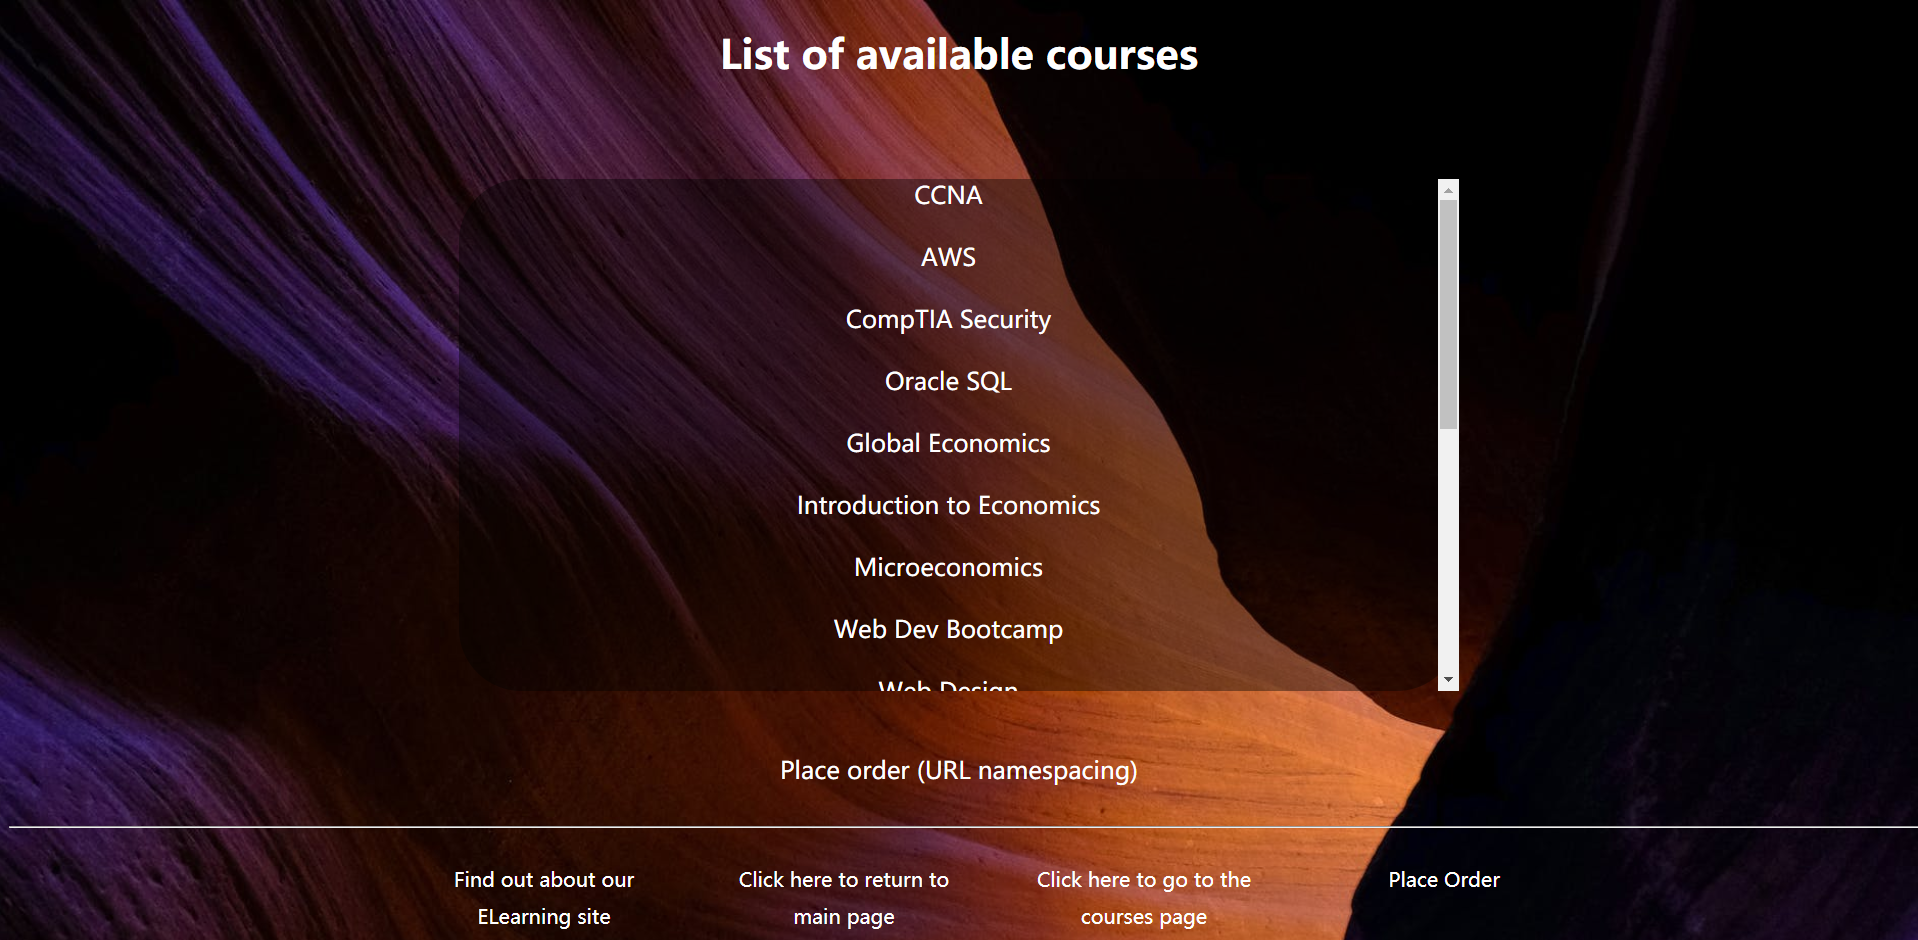 List of available courses
CCNA
AWS
CompTIA Security
Oracle SQL
Global Economics
Introduction to Economics
Microeconomics
Web Dev Bootcamp
Web Design
Place order (URL namespacing)
Find out about our
ELearning site
Click here to return to
main page
Click here to go to the
courses page
Place Order